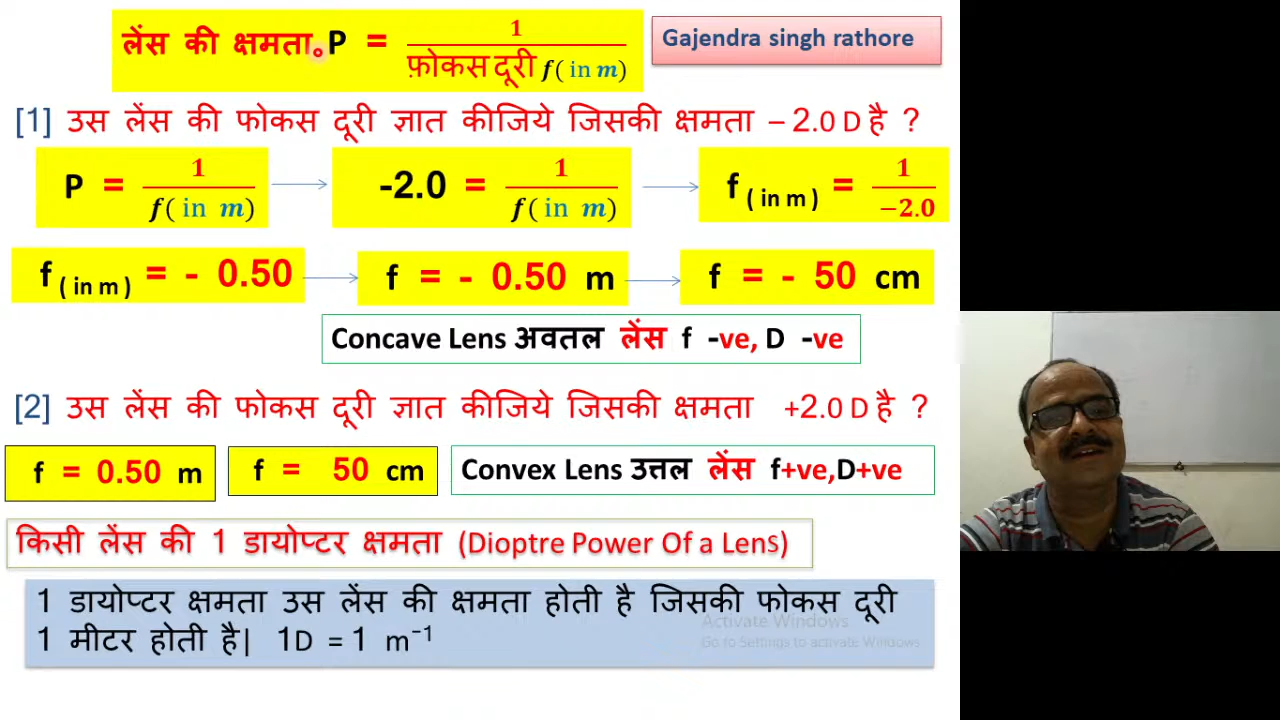 लेंस की क्षमता. P = 1 / फ़ोकस दूरी f( in m)
Gajendra singh rathore
[1] उस लेंस की फोकस दूरी ज्ञात कीजिये जिसकी क्षमता – 2.0 D है ?
P = 1 / f( in m) → -2.0 = 1 / f( in m) → f ( in m ) = 1 / −2.0
f ( in m ) = - 0.50 → f = - 0.50 m → f = - 50 cm
Concave Lens अवतल लेंस f -ve, D -ve
[2] उस लेंस की फोकस दूरी ज्ञात कीजिये जिसकी क्षमता +2.0 D है ?
f = 0.50 m f = 50 cm Convex Lens उत्तल लेंस f+ve,D+ve
किसी लेंस की 1 डायोप्टर क्षमता (Dioptre Power Of a Lens)
1 डायोप्टर क्षमता उस लेंस की क्षमता होती है जिसकी फोकस दूरी
1 मीटर होती है| 1D = 1 m⁻¹
Activate Windows
Go to Settings to activate Windows.